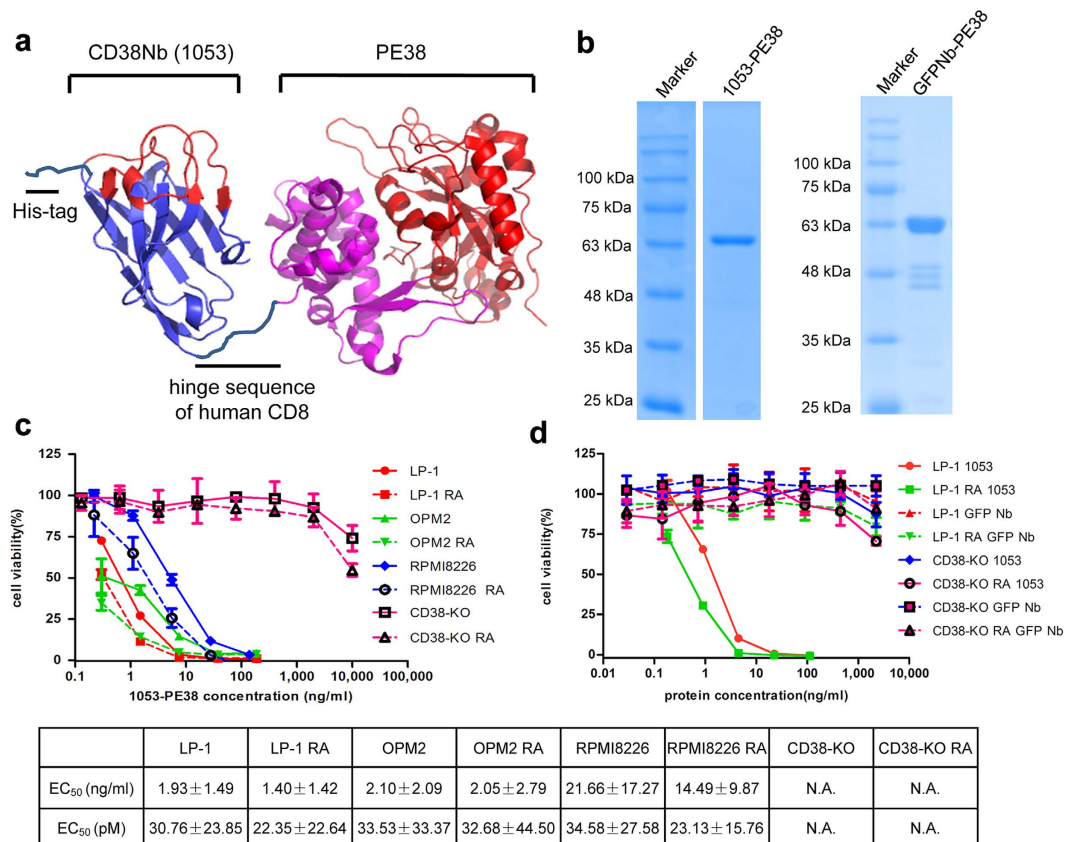 a
CD38Nb (1053)
PE38
His-tag
hinge sequence
of human CD8
b
Marker
1053-PE38
100 kDa
75 kDa
63 kDa
48 kDa
35 kDa
25 kDa
Marker
GFPNb-PE38
100 kDa
75 kDa
63 kDa
48 kDa
35 kDa
25 kDa
c
cell viability(%)
125
100
75
50
25
0
0.1 1 10 100 1,000 10,000 100,000
1053-PE38 concentration (ng/ml)
LP-1
LP-1 RA
OPM2
OPM2 RA
RPMI8226
RPMI8226 RA
CD38-KO
CD38-KO RA
d
cell viability(%)
125
100
75
50
25
0
0.01 0.1 1 10 100 1,000 10,000
protein concentration(ng/ml)
LP-1 1053
LP-1 RA 1053
LP-1 GFP Nb
LP-1 RA GFP Nb
CD38-KO 1053
CD38-KO RA 1053
CD38-KO GFP Nb
CD38-KO RA GFP Nb
LP-1 LP-1 RA OPM2 OPM2 RA RPMI8226 RPMI8226 RA CD38-KO CD38-KO RA
EC50 (ng/ml) 1.93±1.49 1.40±1.42 2.10±2.09 2.05±2.79 21.66±17.27 14.49±9.87 N.A. N.A.
EC50 (pM) 30.76±23.85 22.35±22.64 33.53±33.37 32.68±44.50 34.58±27.58 23.13±15.76 N.A. N.A.